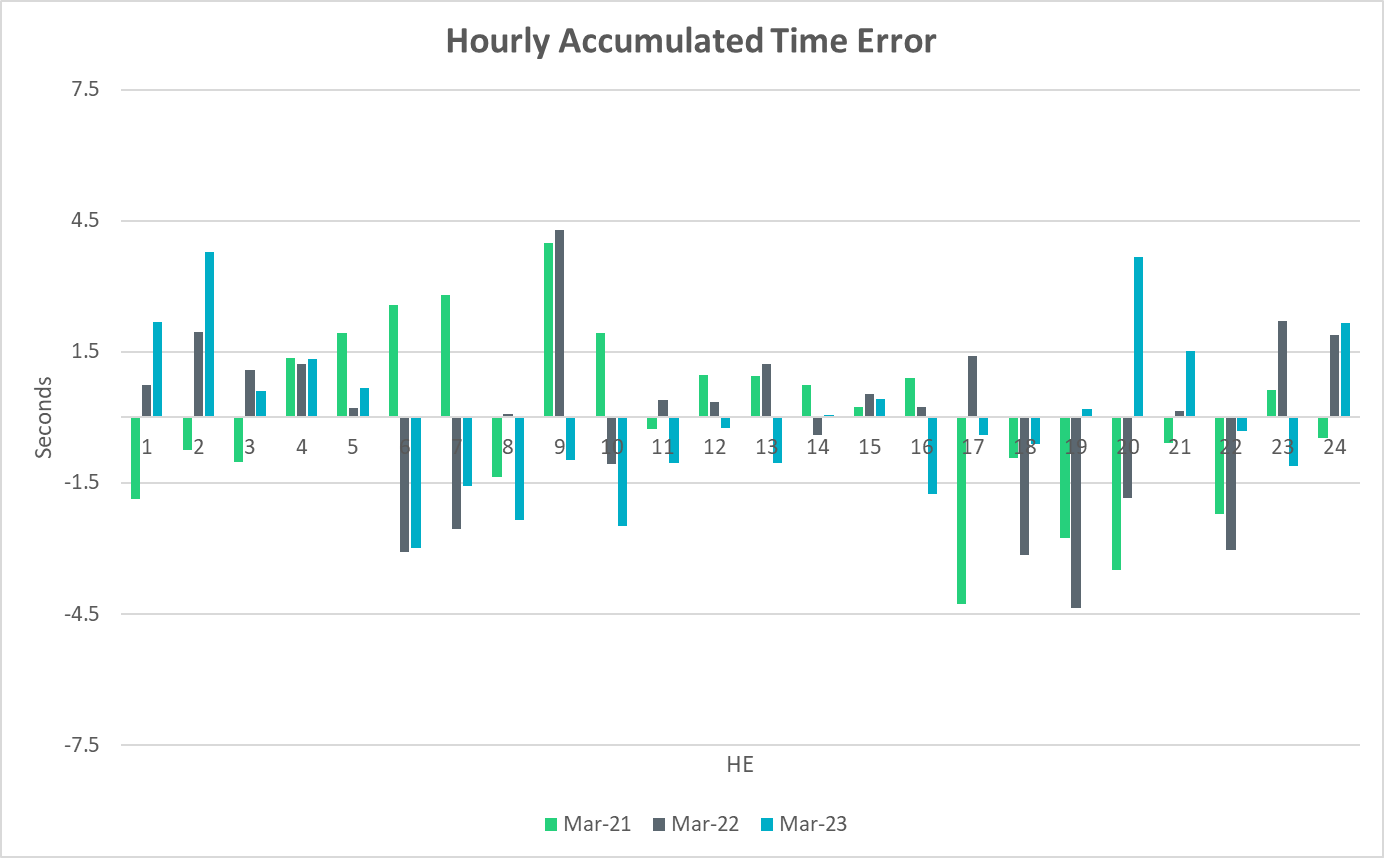 Hourly Accumulated Time Error
7.5
4.5
1.5
-1.5
-4.5
-7.5
Seconds
1 2 3 4 5 6 7 8 9 10 11 12 13 14 15 16 17 18 19 20 21 22 23 24
HE
Mar-21 Mar-22 Mar-23